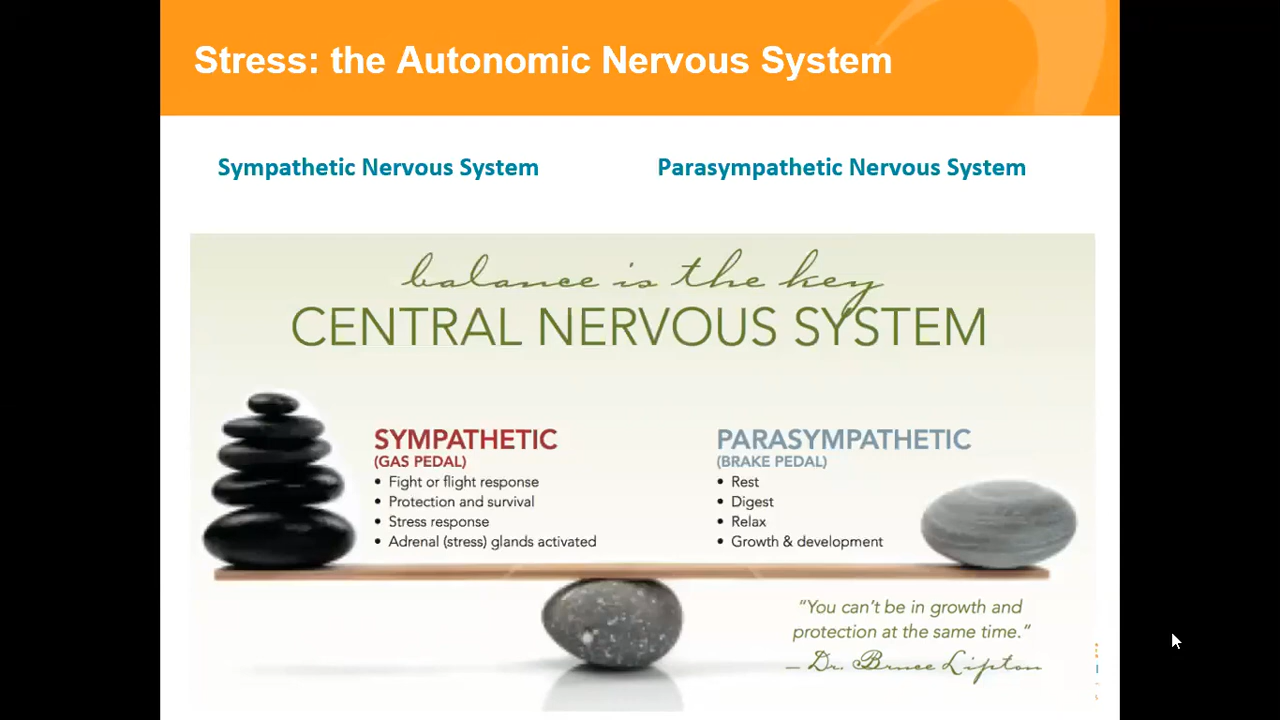 Stress: the Autonomic Nervous System
Sympathetic Nervous System
Parasympathetic Nervous System
balance is the key
CENTRAL NERVOUS SYSTEM
SYMPATHETIC
(GAS PEDAL)
• Fight or flight response
• Protection and survival
• Stress response
• Adrenal (stress) glands activated
PARASYMPATHETIC
(BRAKE PEDAL)
• Rest
• Digest
• Relax
• Growth & development
“You can’t be in growth and
protection at the same time.”
– Dr. Bruce Lipton